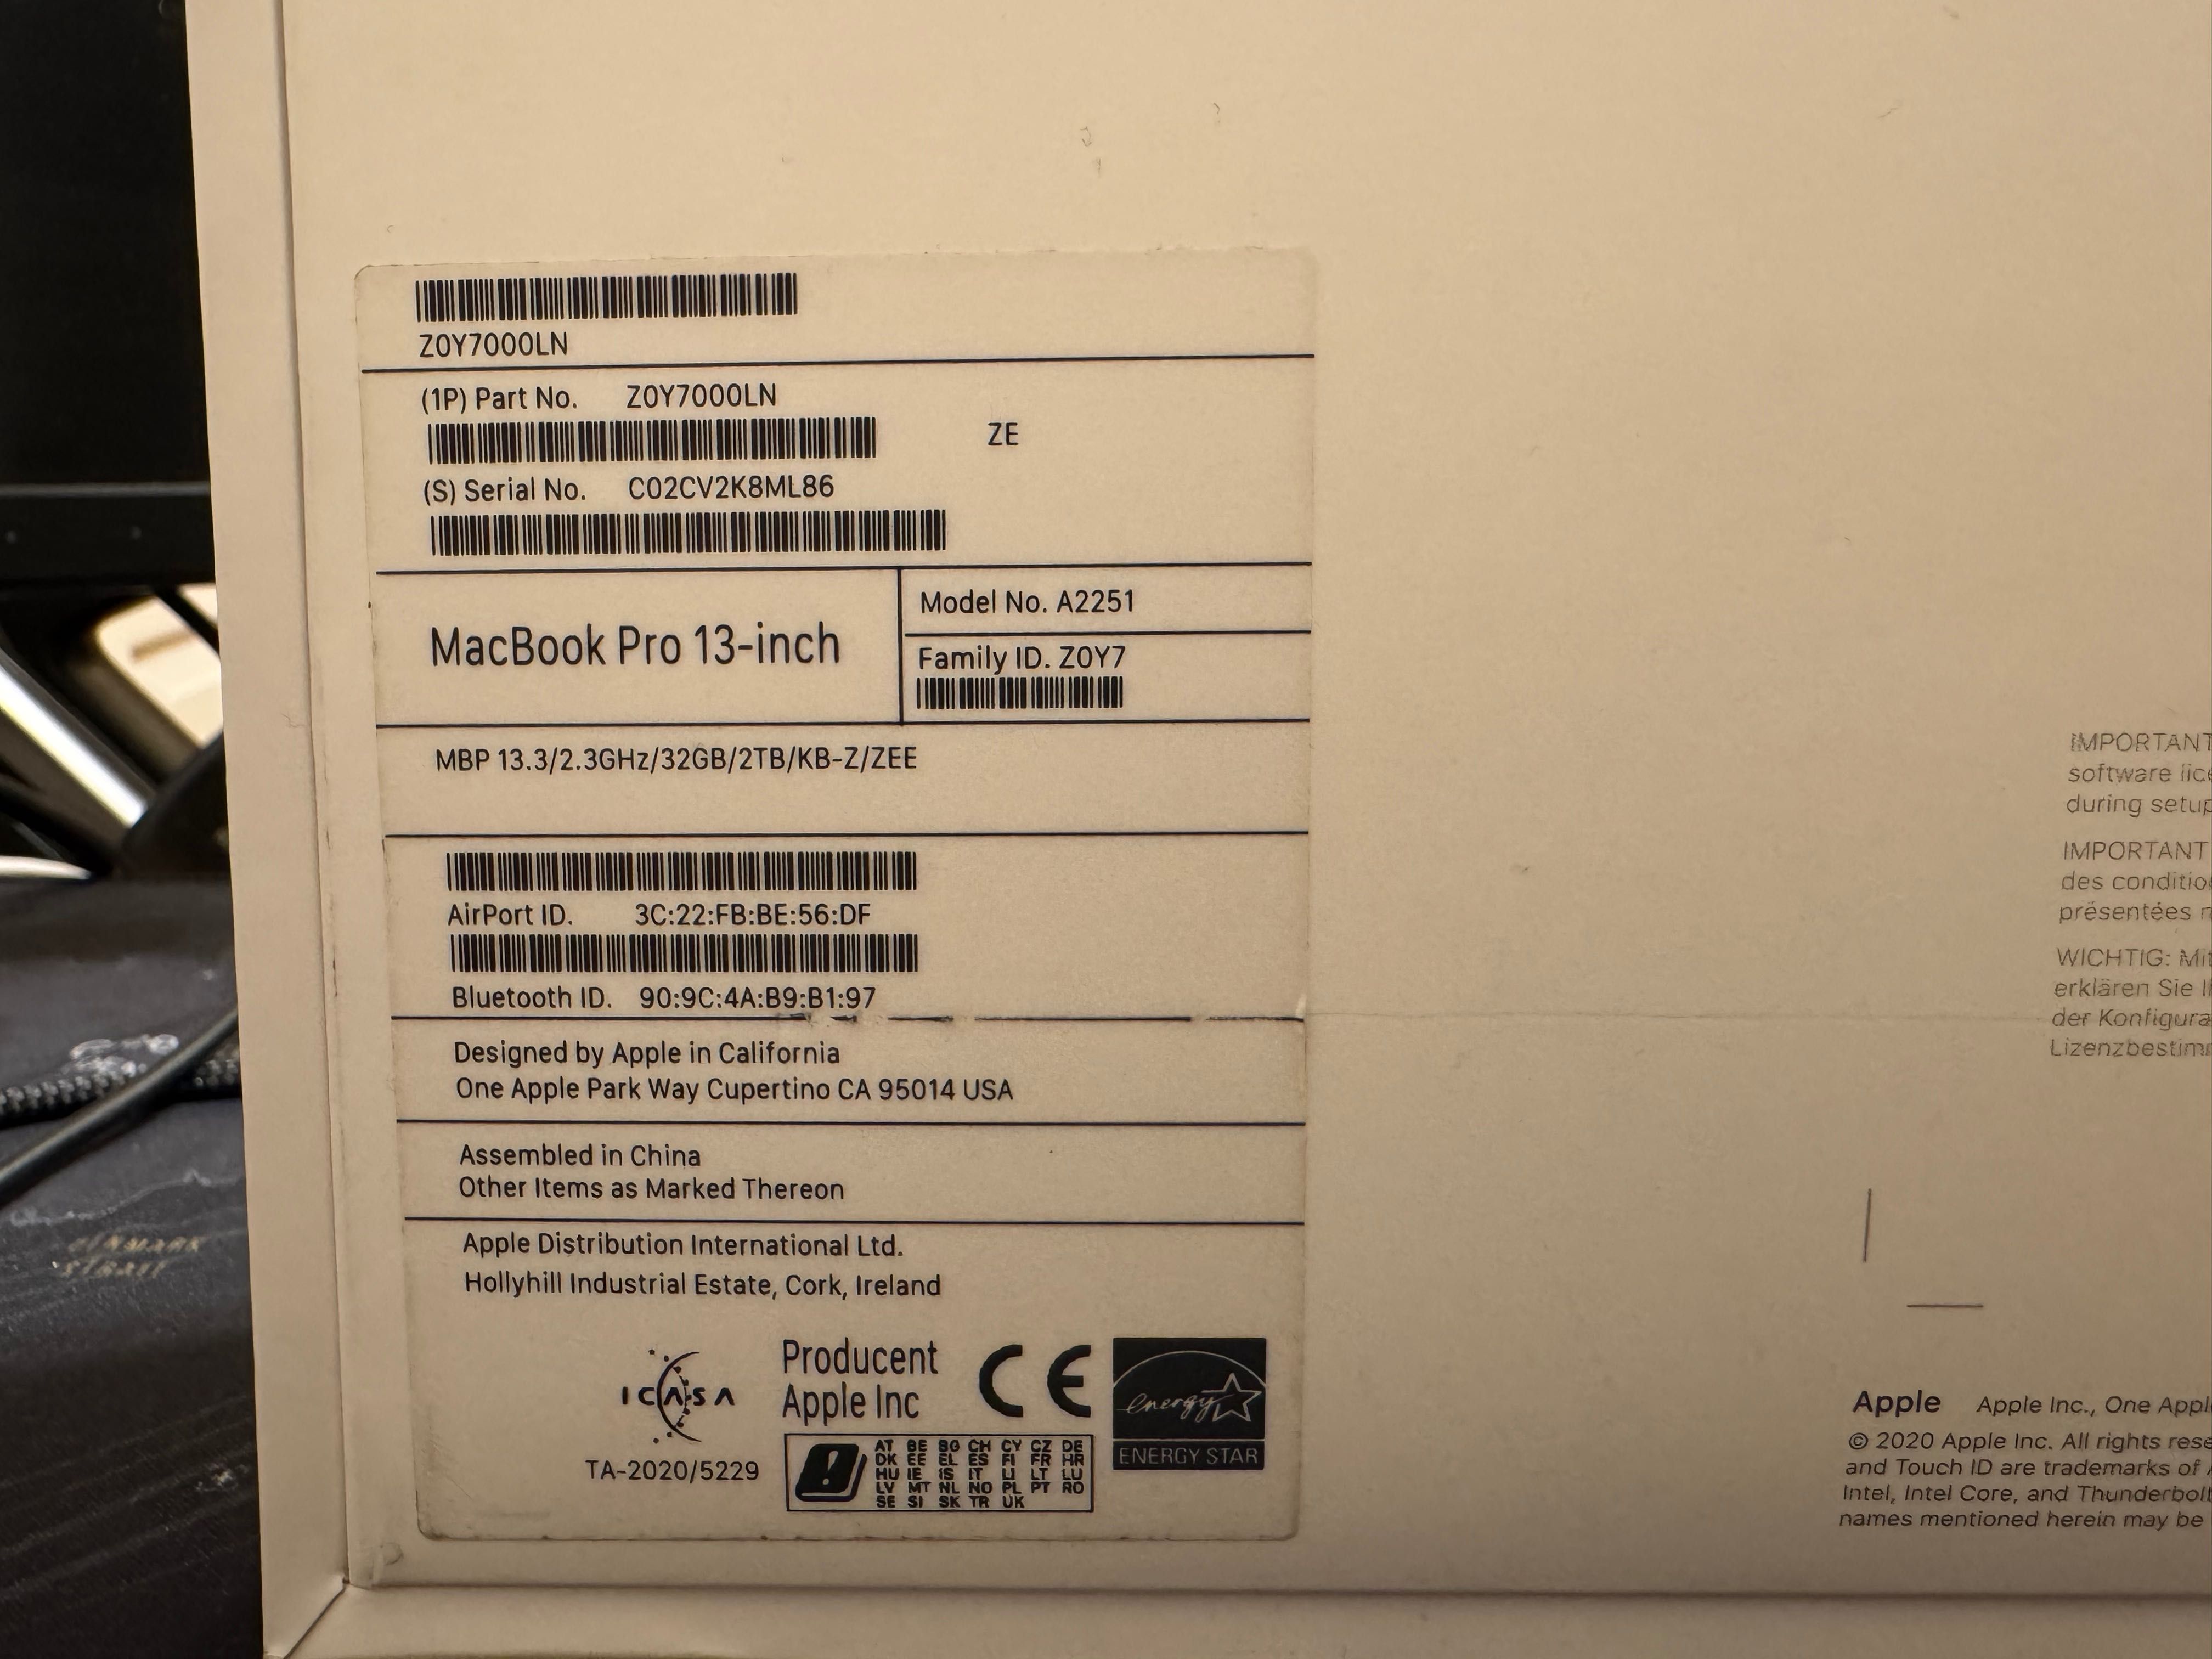 Z0Y7000LN
(1P) Part No. Z0Y7000LN
ZE
(S) Serial No. C02CV2K8ML86
MacBook Pro 13-inch
Model No. A2251
Family ID. Z0Y7
MBP 13.3/2.3GHz/32GB/2TB/KB-Z/ZEE
AirPort ID. 3C:22:FB:BE:56:DF
Bluetooth ID. 90:9C:4A:B9:B1:97
Designed by Apple in California
One Apple Park Way Cupertino CA 95014 USA
Assembled in China
Other Items as Marked Thereon
Apple Distribution International Ltd.
Hollyhill Industrial Estate, Cork, Ireland
ICASA
TA-2020/5229
Producent
Apple Inc
CE
energy
ENERGY STAR
AT BE BG CH CY CZ DE
DK EE EL ES FI FR HR
HU IE IS IT LI LT LU
LV MT NL NO PL PT RO
SE SI SK TR UK
IMPORTANT
software
during
IMPORTANT
des
présentées
WICHTIG:
erklären Sie
der
Apple Apple Inc., One
© 2020 Apple Inc. All rights
and Touch ID are trademarks of
Intel, Intel Core, and
names mentioned herein may be